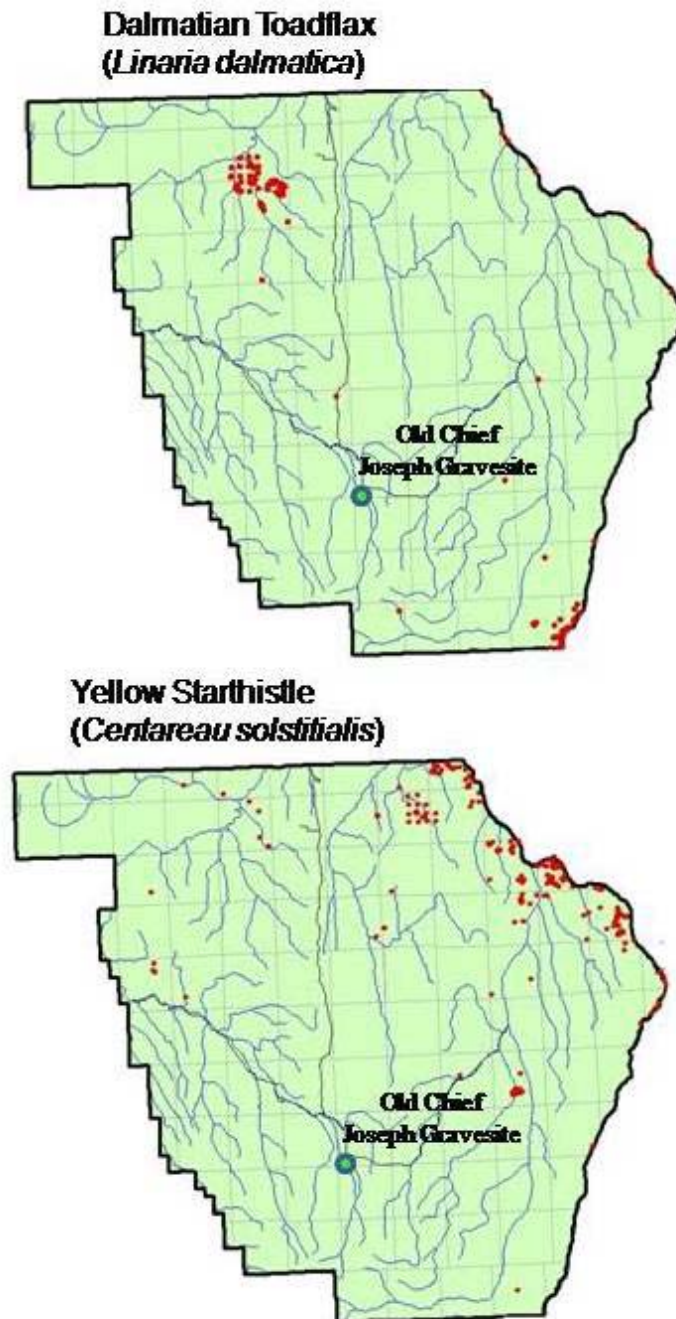 Dalmatian Toadflax
(Linaria dalmatica)
Old Chief
Joseph Gravesite
Yellow Starthistle
(Centareau solstitialis)
Old Chief
Joseph Gravesite